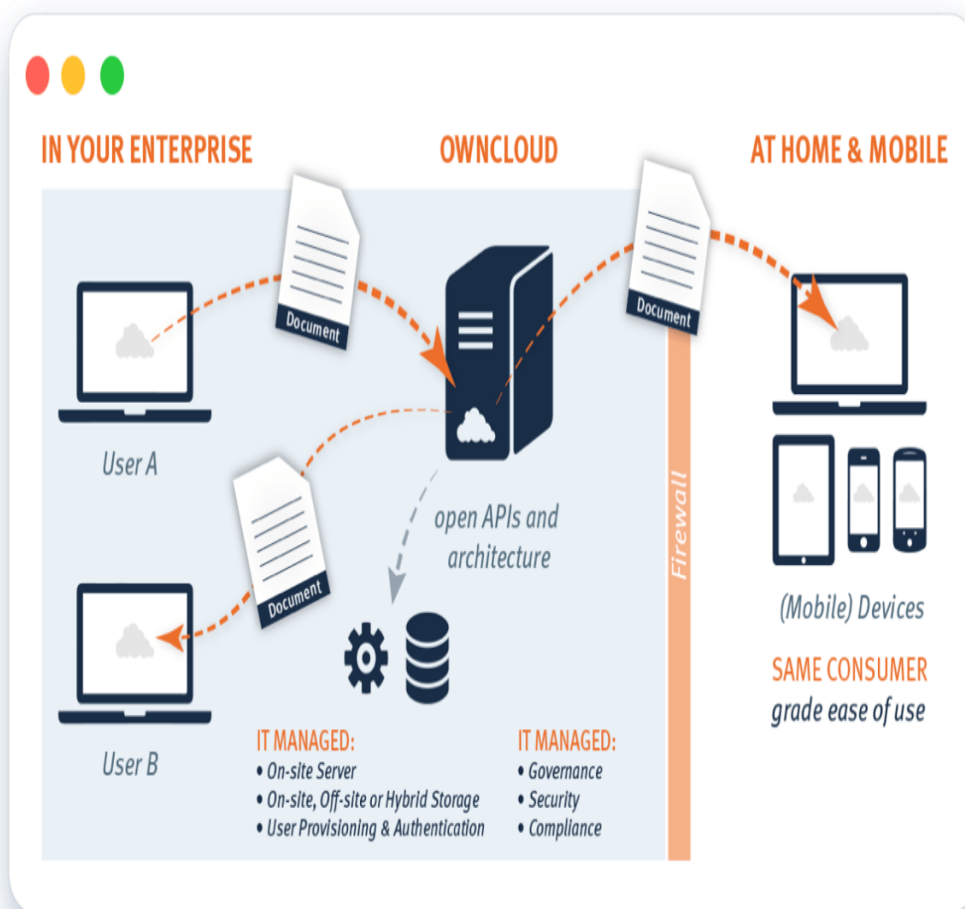 IN YOUR ENTERPRISE
OWNCLOUD
AT HOME & MOBILE
Document
Document
User A
Document
open APIs and
architecture
Firewall
(Mobile) Devices
SAME CONSUMER
grade ease of use
User B
IT MANAGED:
• On-site Server
• On-site, Off-site or Hybrid Storage
• User Provisioning & Authentication
IT MANAGED:
• Governance
• Security
• Compliance